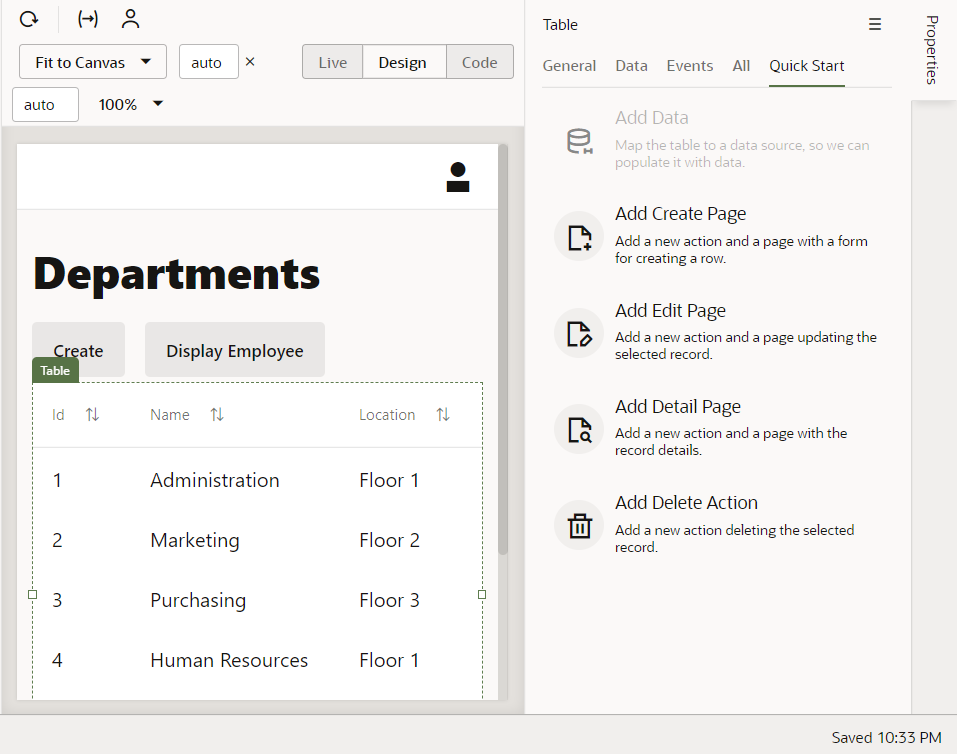 Fit to Canvas
auto
×
Live
Design
Code
auto
100%
Departments
Create
Display Employee
Table
Id
Name
Location
1
Administration
Floor 1
2
Marketing
Floor 2
3
Purchasing
Floor 3
4
Human Resources
Floor 1
Table
General
Data
Events
All
Quick Start
Add Data
Map the table to a data source, so we can
populate it with data.
Add Create Page
Add a new action and a page with a form
for creating a row.
Add Edit Page
Add a new action and a page updating the
selected record.
Add Detail Page
Add a new action and a page with the
record details.
Add Delete Action
Add a new action deleting the selected
record.
Properties
Saved 10:33 PM